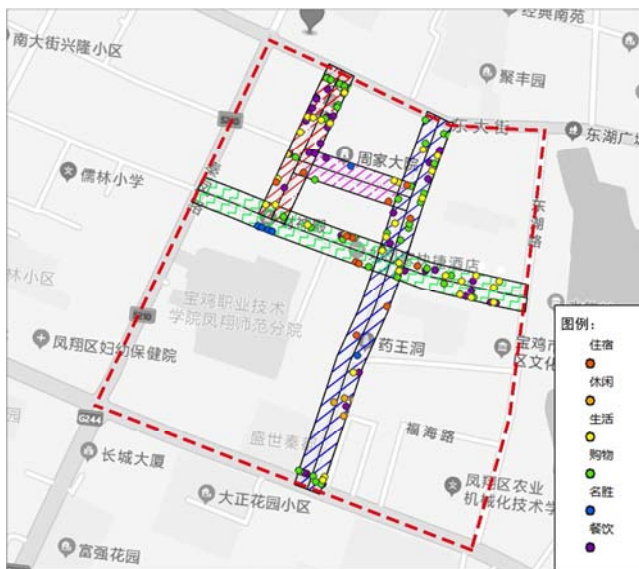 经典南苑
南大街兴隆小区
聚丰园
东大街
东湖广场
周家大院
儒林小学
东湖路
快捷酒店
林小区
宝鸡职业技术
学院凤翔师范分院
凤翔区妇幼保健院
药王洞
宝鸡市
区文化
G244
福海路
盛世秦
长城大厦
大正花园小区
凤翔区农业
机械化技术学
富强花园
图例：
住宿
休闲
生活
购物
名胜
餐饮